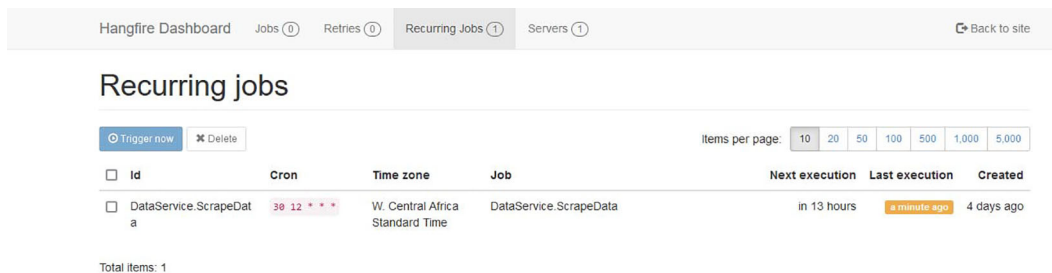 Hangfire Dashboard Jobs 0 Retries 0 Recurring Jobs 1 Servers 1 Back to site
Recurring jobs
Trigger now Delete Items per page: 10 20 50 100 500 1,000 5,000
Id Cron Time zone Job Next execution Last execution Created
DataService.ScrapeDat 30 12 * * * W. Central Africa DataService.ScrapeData in 13 hours a minute ago 4 days ago
a Standard Time
Total items: 1